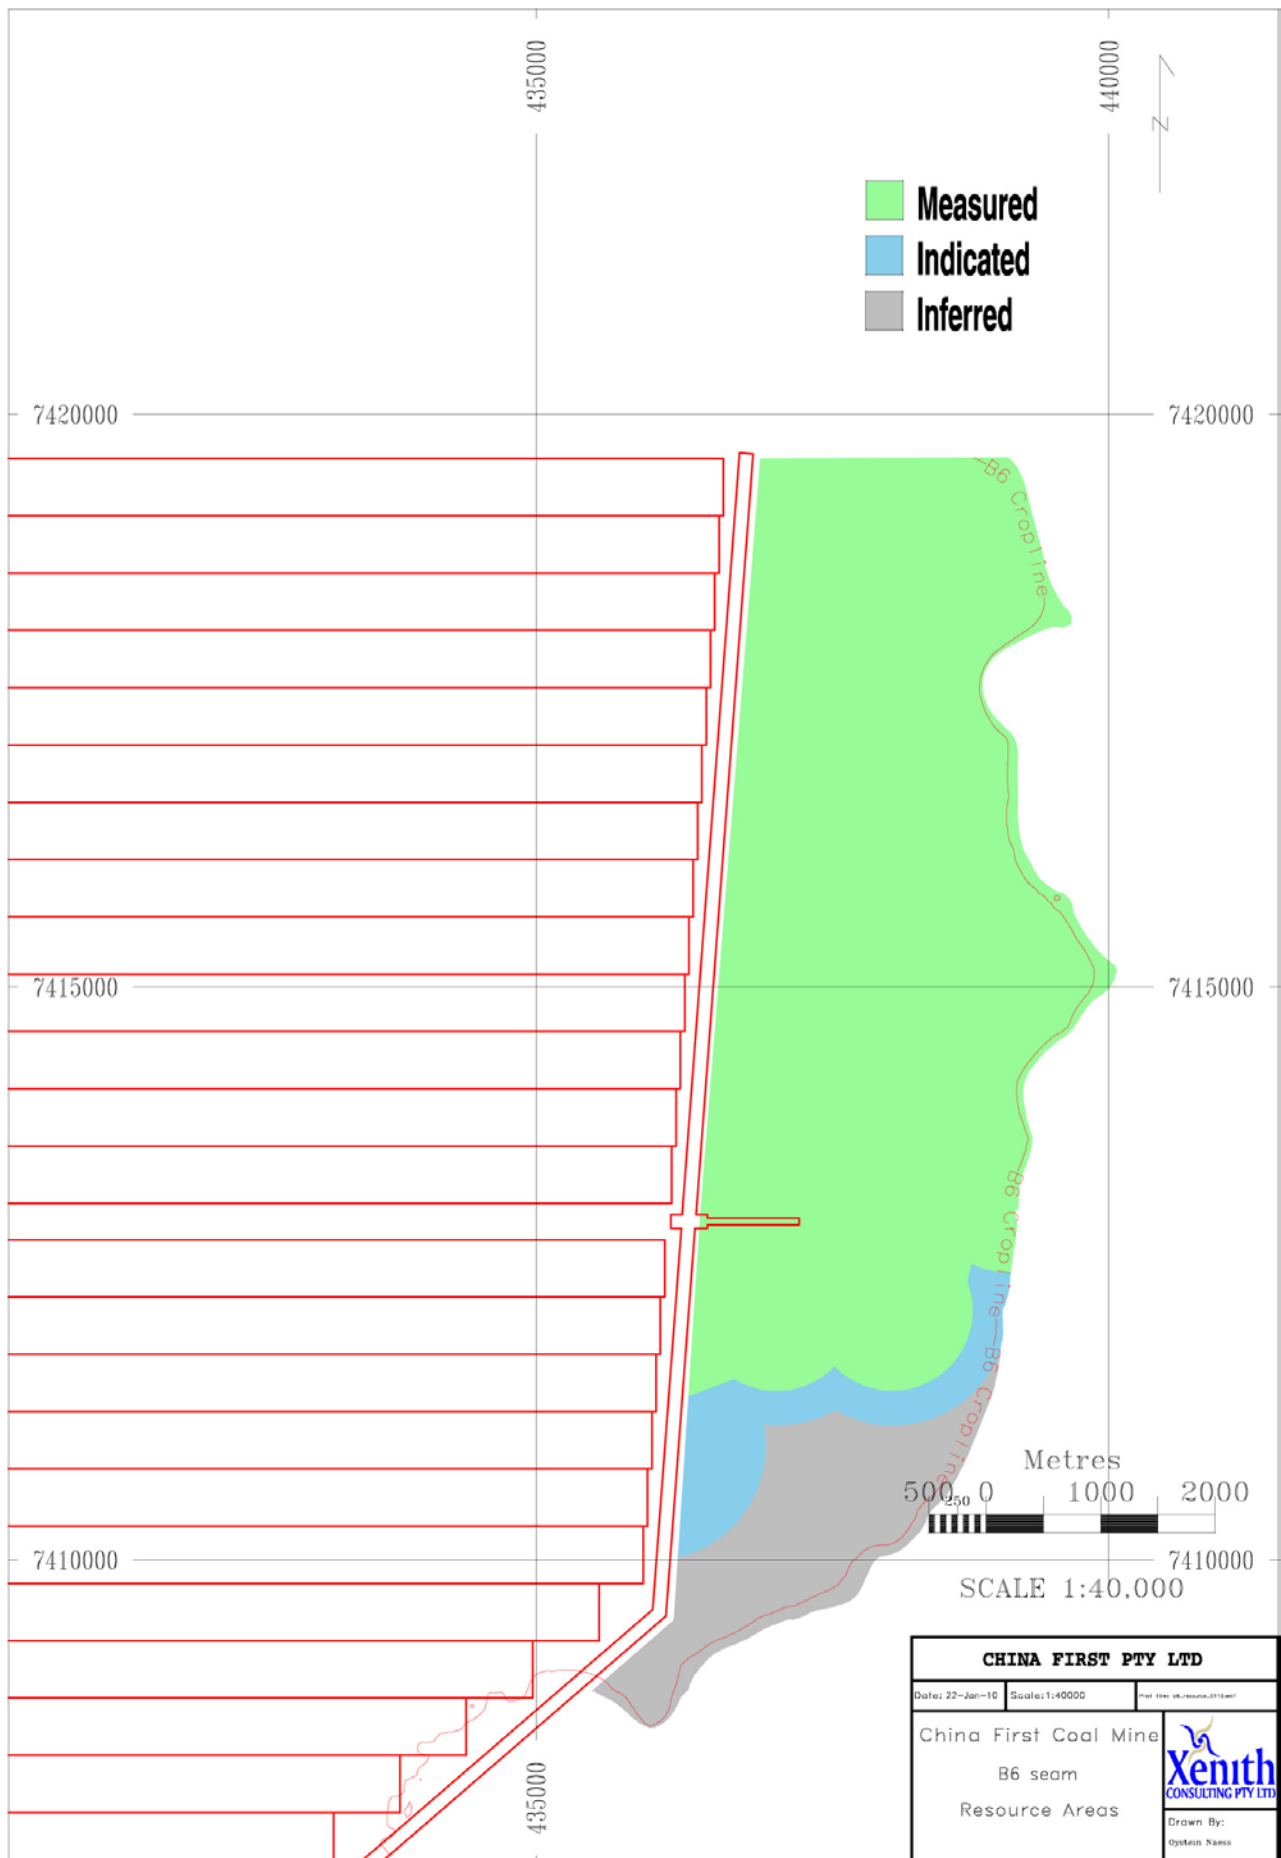 435000
440000
N
Measured
Indicated
Inferred
7420000
7420000
B6 Cropline
7415000
7415000
B6 Cropline
B6 Cropline
Metres
500 250 0 1000 2000
7410000
7410000
SCALE 1:40,000
435000
CHINA FIRST PTY LTD
Date: 22-Jan-10 Scale: 1:40000
China First Coal Mine
B6 seam
Resource Areas
Xenith
CONSULTING PTY LTD
Drawn By:
Oystein Naess